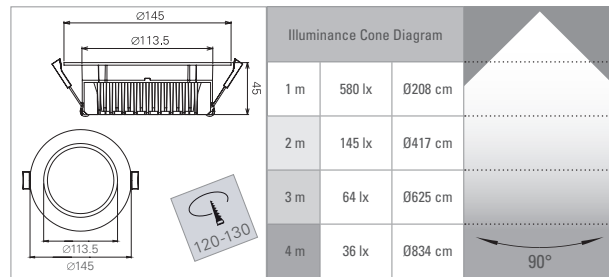 Ø145
Ø113.5
45
Ø113.5
Ø145
120-130
Illuminance Cone Diagram
1 m 580 lx Ø208 cm
2 m 145 lx Ø417 cm
3 m 64 lx Ø625 cm
4 m 36 lx Ø834 cm
90°